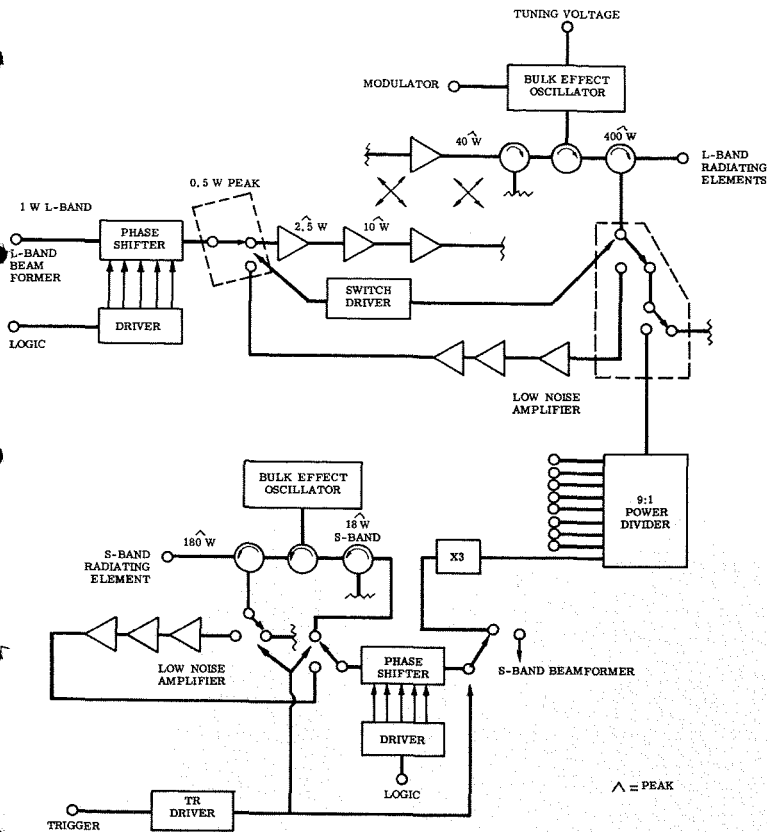 TUNING VOLTAGE
MODULATOR
BULK EFFECT
OSCILLATOR
40 W
400 W
L-BAND
RADIATING
ELEMENTS
0.5 W PEAK
1 W L-BAND
PHASE
SHIFTER
2.5 W
10 W
L-BAND
BEAM
FORMER
SWITCH
DRIVER
DRIVER
LOGIC
LOW NOISE
AMPLIFIER
BULK EFFECT
OSCILLATOR
9:1
POWER
DIVIDER
18 W
S-BAND
180 W
S-BAND
RADIATING
ELEMENT
X3
LOW NOISE
AMPLIFIER
PHASE
SHIFTER
S-BAND BEAMFORMER
DRIVER
LOGIC
TR
DRIVER
TRIGGER
^ = PEAK